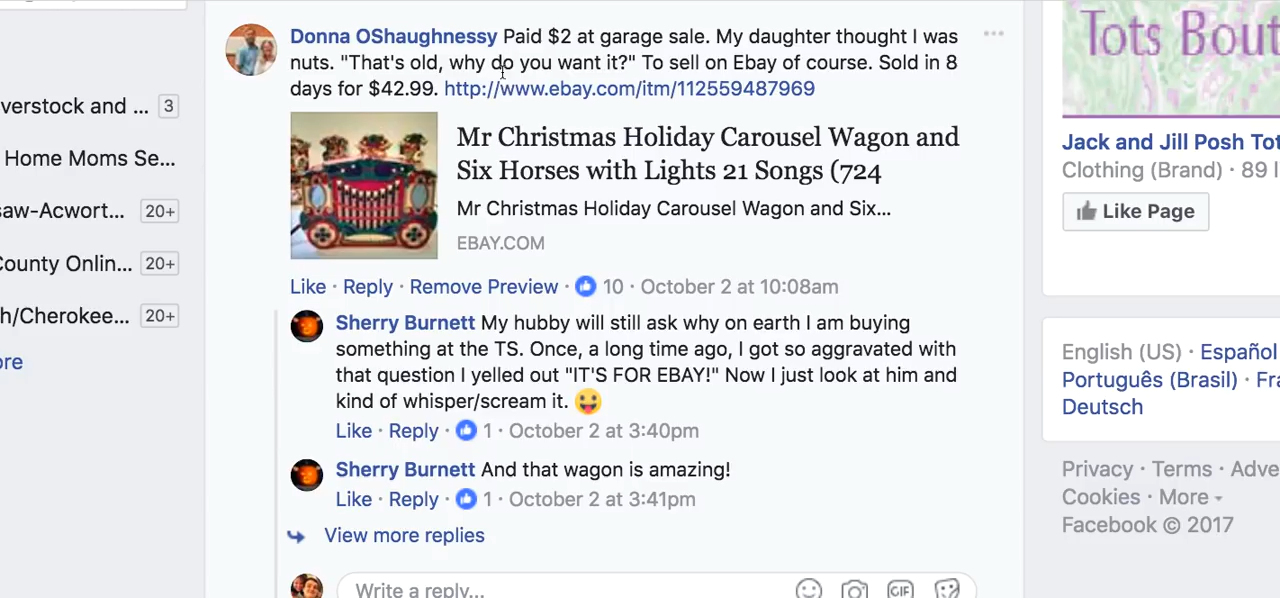 Donna OShaughnessy Paid $2 at garage sale. My daughter thought I was
nuts. "That's old, why do you want it?" To sell on Ebay of course. Sold in 8
days for $42.99. http://www.ebay.com/itm/112559487969
Mr Christmas Holiday Carousel Wagon and
Six Horses with Lights 21 Songs (724
Mr Christmas Holiday Carousel Wagon and Six...
EBAY.COM
Like · Reply · Remove Preview · 10 · October 2 at 10:08am
Sherry Burnett My hubby will still ask why on earth I am buying
something at the TS. Once, a long time ago, I got so aggravated with
that question I yelled out "IT'S FOR EBAY!" Now I just look at him and
kind of whisper/scream it. 😛
Like · Reply · 1 · October 2 at 3:40pm
Sherry Burnett And that wagon is amazing!
Like · Reply · 1 · October 2 at 3:41pm
View more replies
Write a reply...
GIF
verstock and ... 3
Home Moms Se...
saw-Acwort... 20+
County Onlin... 20+
h/Cherokee... 20+
ore
Tots Bout
Jack and Jill Posh Tot
Clothing (Brand) · 89 l
Like Page
English (US) · Español
Português (Brasil) · Fra
Deutsch
Privacy · Terms · Adve
Cookies · More
Facebook © 2017